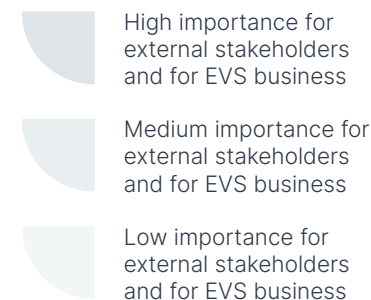 High importance for
external stakeholders
and for EVS business
Medium importance for
external stakeholders
and for EVS business
Low importance for
external stakeholders
and for EVS business